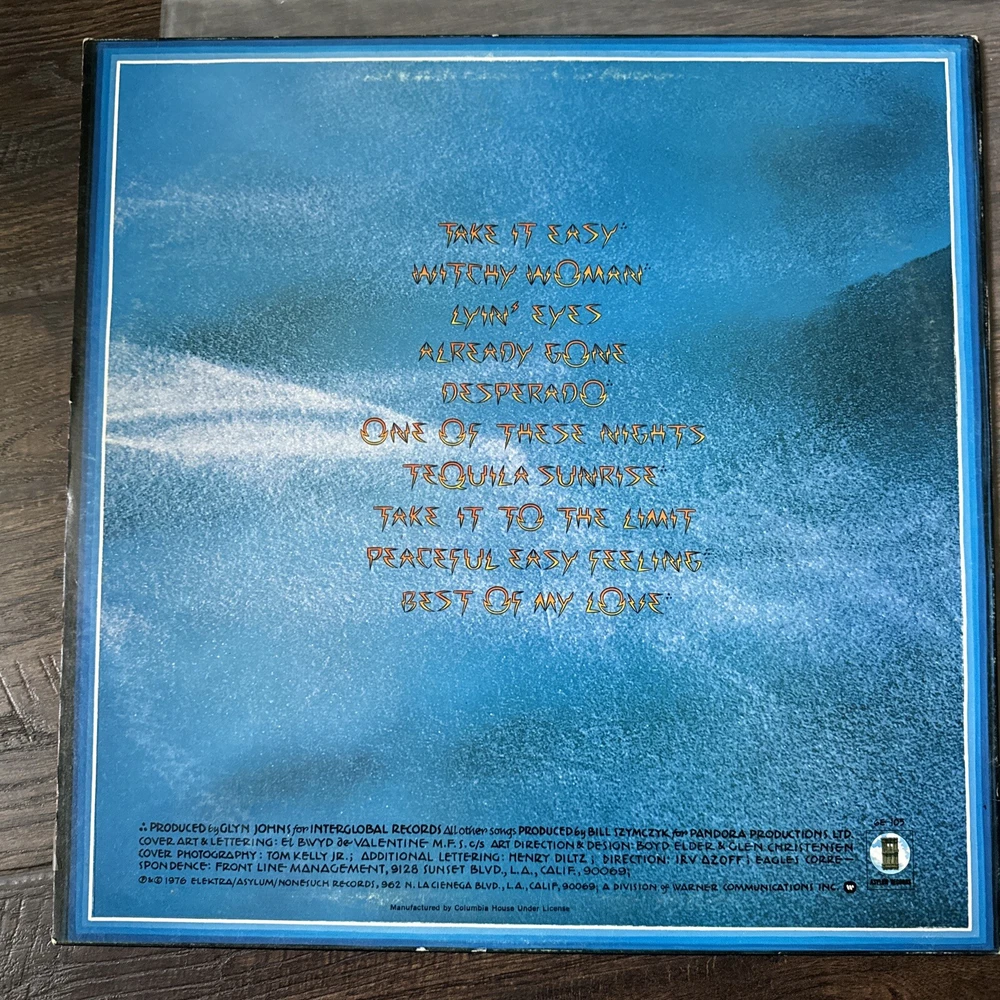 TAKE IT EASY∴
WITCHY WOMAN∴
LYIN' EYES
ALREADY GONE
DESPERADO∴
ONE OF THESE NIGHTS
TEQUILA SUNRISE∴
TAKE IT TO THE LIMIT
PEACEFUL EASY FEELING∴
BEST OF MY LOVE∴
∴ PRODUCED by GLYN JOHNS for INTERGLOBAL RECORDS All other songs PRODUCED by BILL SZYMCZYK for PANDORA PRODUCTIONS, LTD.
COVER ART & LETTERING: EL BWYD de VALENTINE M.F.S. c/s ART DIRECTION & DESIGN: BOYD ELDER & GLEN CHRISTENSEN
COVER PHOTOGRAPHY: TOM KELLY JR.; ADDITIONAL LETTERING: HENRY DILTZ; DIRECTION: IRV AZOFF; EAGLES CORRE-
SPONDENCE: FRONT LINE MANAGEMENT, 9128 SUNSET BLVD., L.A., CALIF. 90069;
℗&© 1976 ELEKTRA/ASYLUM/NONESUCH RECORDS, 962 N. LA CIENEGA BLVD., L.A., CALIF. 90069; A DIVISION of WARNER COMMUNICATIONS INC.
Manufactured by Columbia House Under License
6E-105
ASYLUM RECORDS